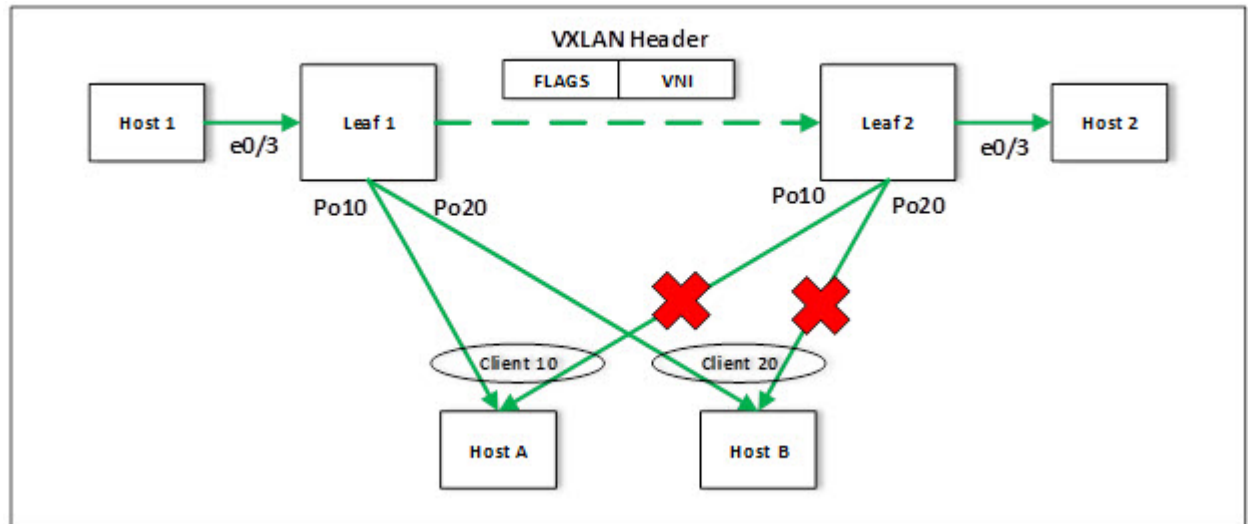 VXLAN Header
FLAGS VNI
Host 1
Leaf 1
Leaf 2
Host 2
e0/3
e0/3
Po10
Po20
Po10
Po20
Client 10
Client 20
Host A
Host B